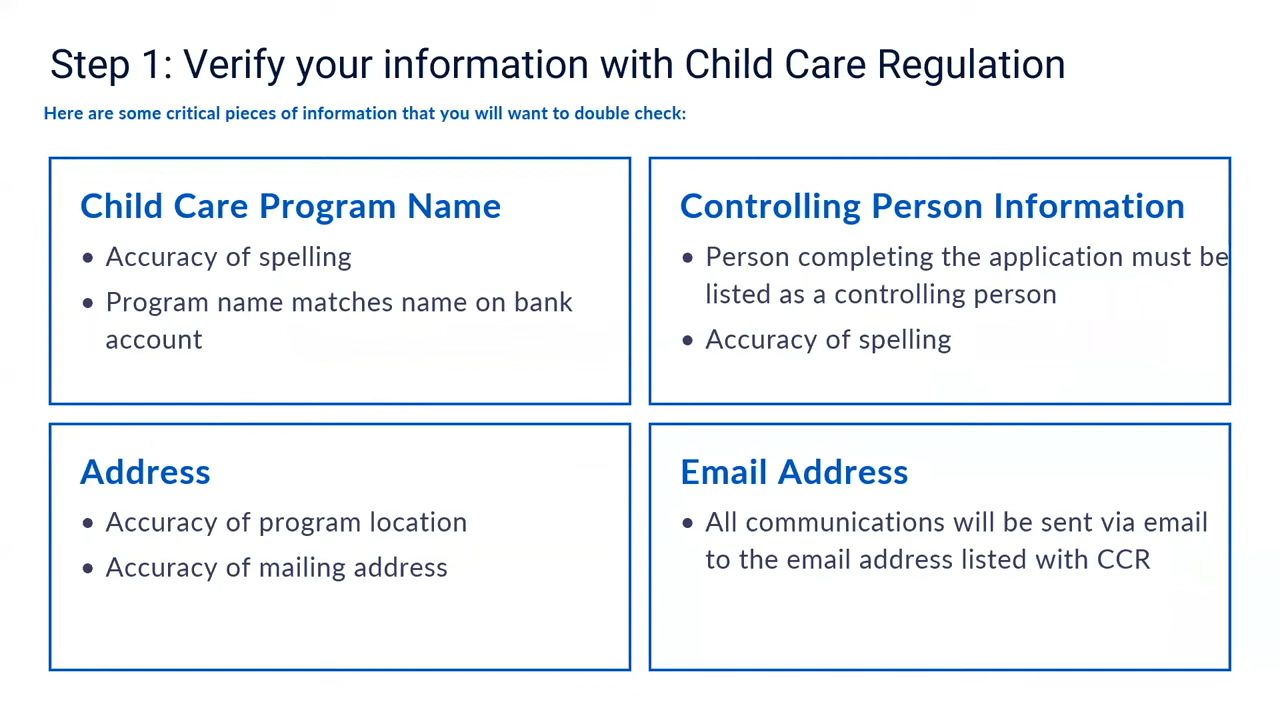 Step 1: Verify your information with Child Care Regulation
Here are some critical pieces of information that you will want to double check:
Child Care Program Name
• Accuracy of spelling
• Program name matches name on bank
account
Controlling Person Information
• Person completing the application must be
listed as a controlling person
• Accuracy of spelling
Address
• Accuracy of program location
• Accuracy of mailing address
Email Address
• All communications will be sent via email
to the email address listed with CCR